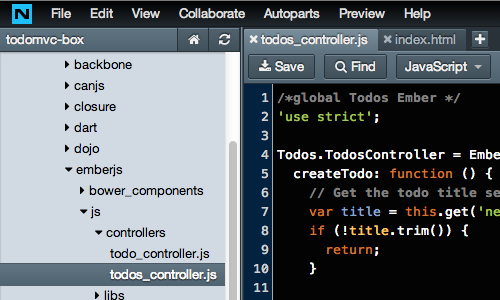 N File Edit View Collaborate Autoparts Preview Help
todomvc-box
todos_controller.js index.html
Save Find JavaScript
backbone
canjs
closure
dart
dojo
emberjs
bower_components
js
controllers
todo_controller.js
todos_controller.js
libs
1 /*global Todos Ember */
2 'use strict';
3
4 Todos.TodosController = Embe
5 createTodo: function () {
6 // Get the todo title se
7 var title = this.get('ne
8 if (!title.trim()) {
9 return;
10 }
11